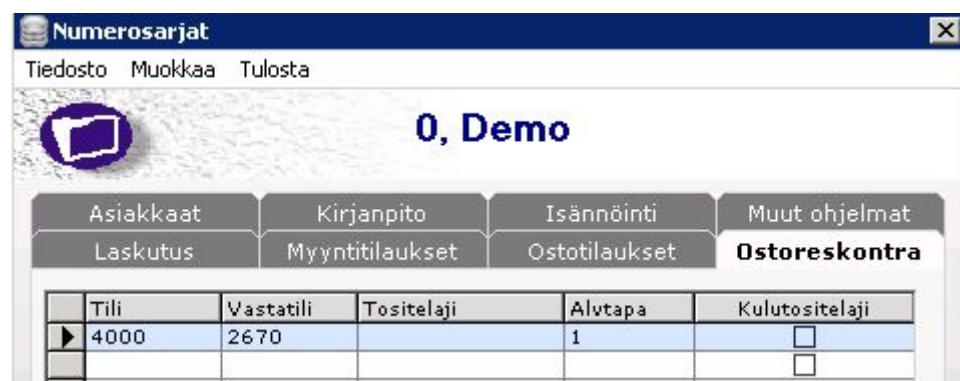 Numerosarjat
Tiedosto Muokkaa Tulosta
0, Demo
Asiakkaat Kirjanpito Isännöinti Muut ohjelmat
Laskutus Myyntitilaukset Ostotilaukset Ostoreskontra
Tili Vastatili Tositelaji Alvtapa Kulutositelaji
4000 2670 1